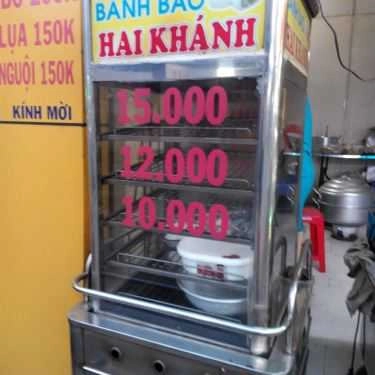 LỤA 150K
NGUỘI 150K
KÍNH MỜI
BÁNH BAO
HAI KHÁNH
15.000
12.000
10.000